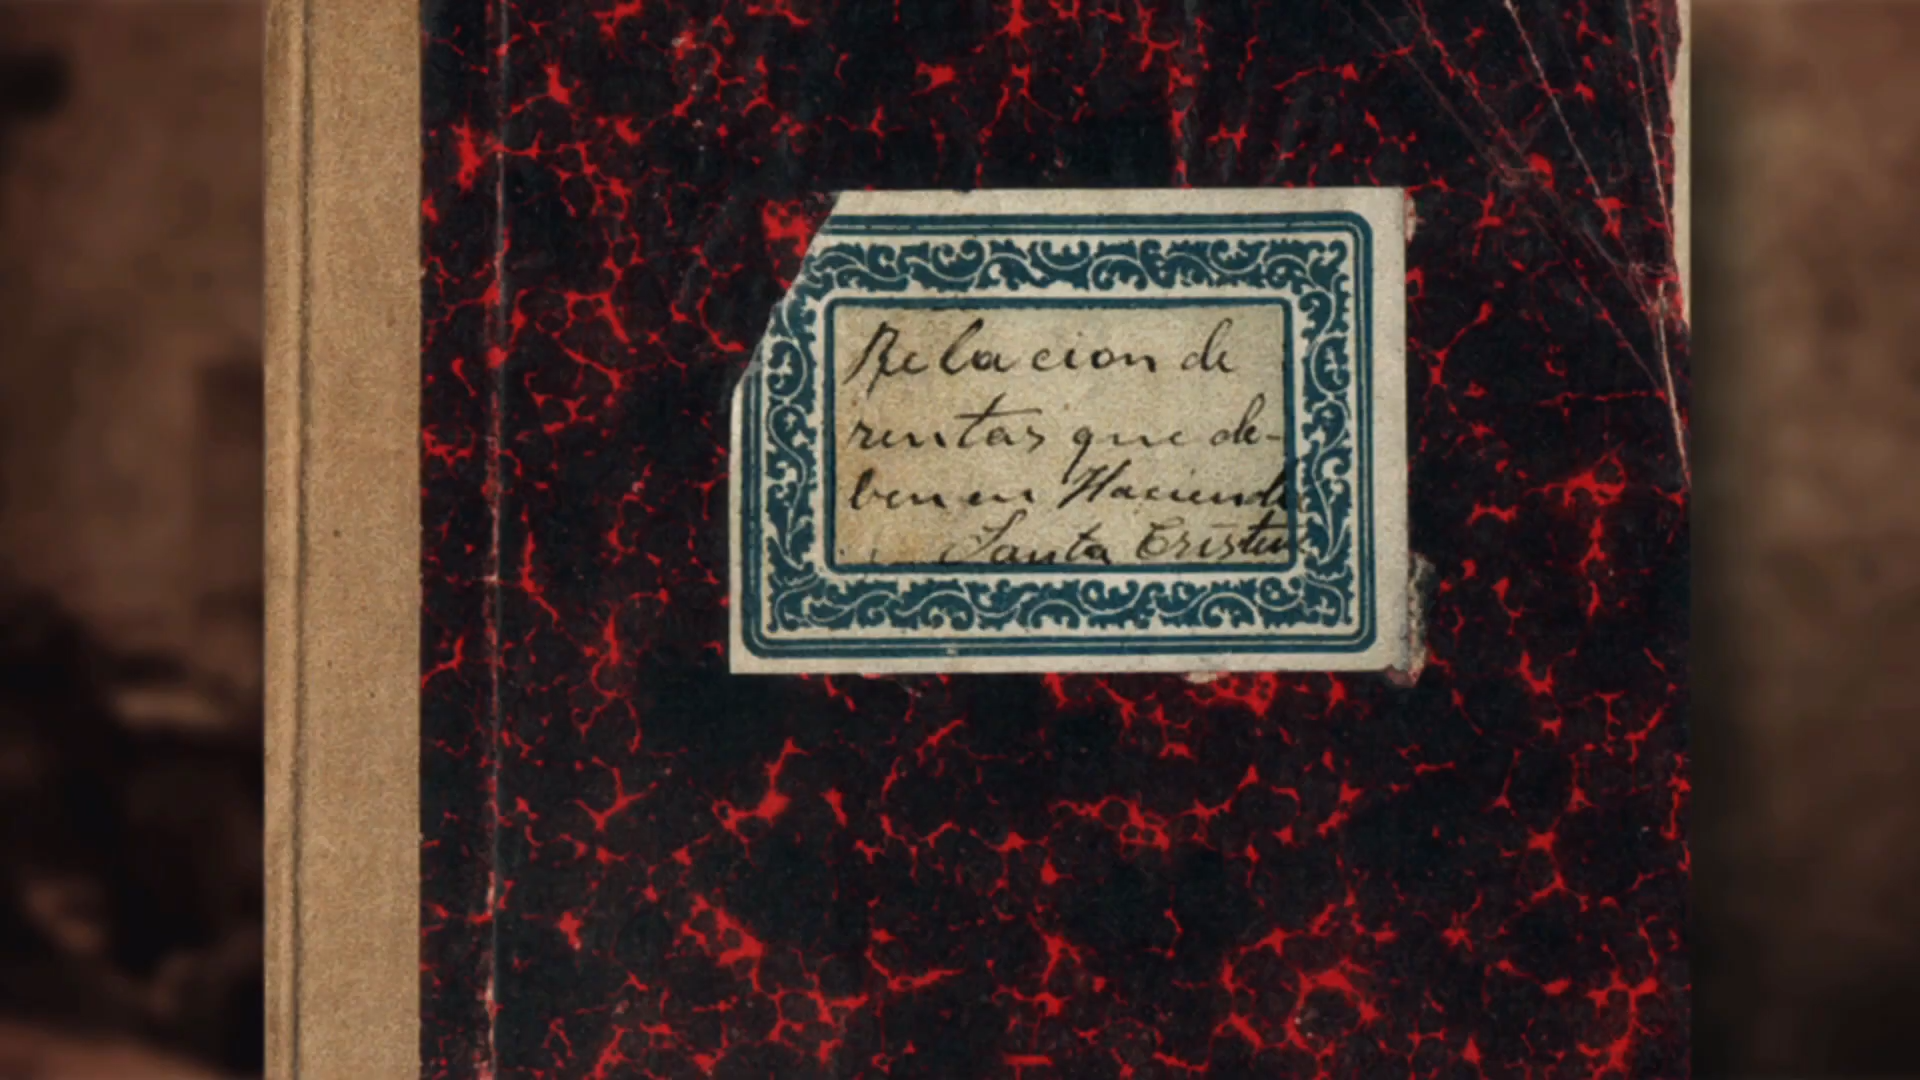 Relacion de
rentas que de-
ben en Hacienda
Santa Cristina